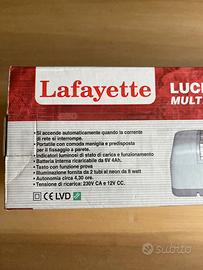 Lafayette
LUCE
MULT
• Si accende automaticamente quando la corrente
di rete si interrompe.
• Portatile con comoda maniglia e predisposto
per il fissaggio a parete.
• Indicatori luminosi di stato di carica e funzionamento
• Batteria interna ricaricabile da 6V 4Ah.
• Tasto con funzione prova
• Illuminazione fornita da 2 tubi al neon da 8 watt
• Autonomia circa 4,30 ore.
• Tensione di ricarica: 230V CA e 12V CC.
CE LVD
Subito